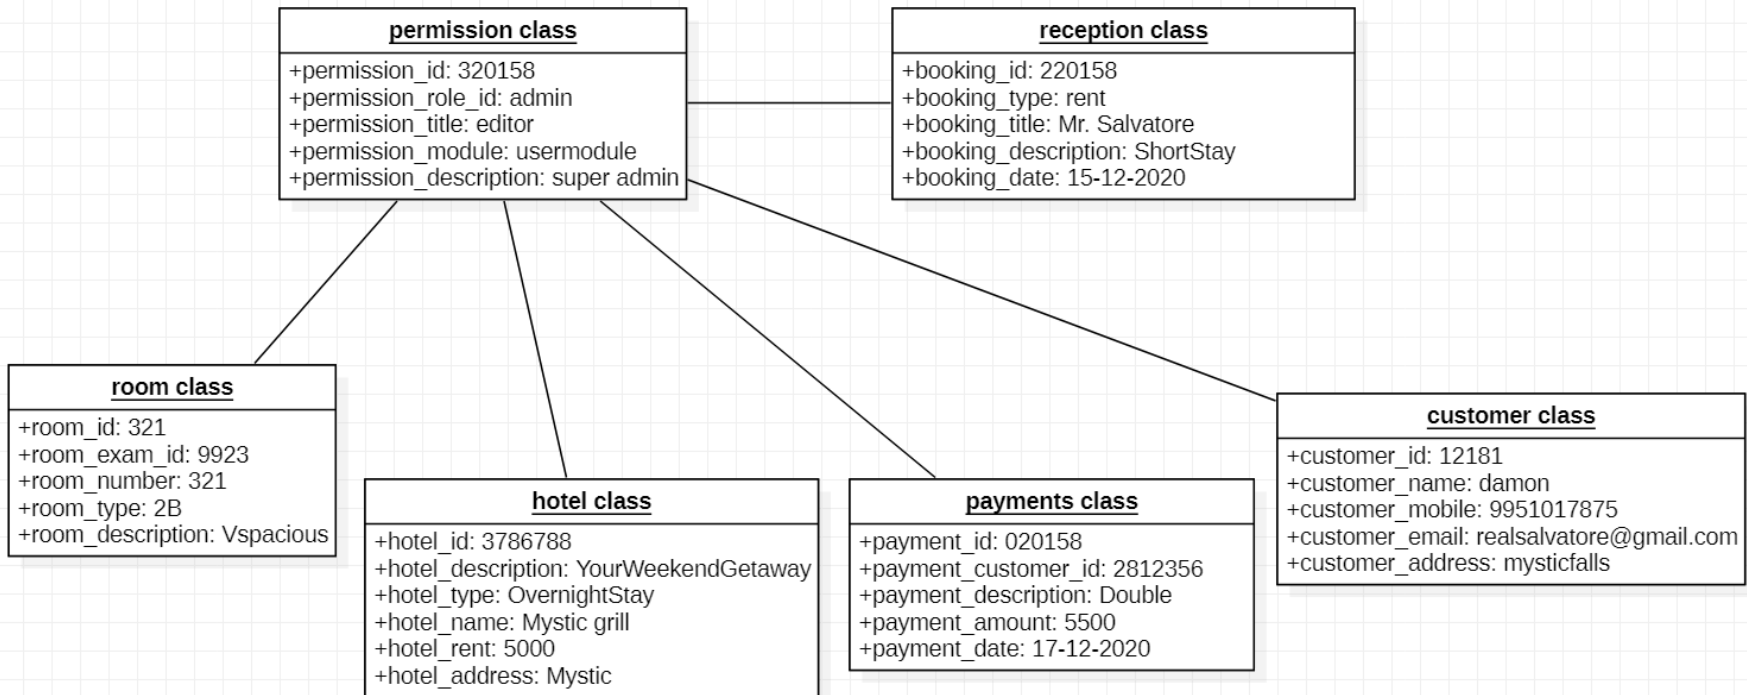 permission class
+permission_id: 320158
+permission_role_id: admin
+permission_title: editor
+permission_module: usermodule
+permission_description: super admin
reception class
+booking_id: 220158
+booking_type: rent
+booking_title: Mr. Salvatore
+booking_description: ShortStay
+booking_date: 15-12-2020
room class
+room_id: 321
+room_exam_id: 9923
+room_number: 321
+room_type: 2B
+room_description: Vspacious
hotel class
+hotel_id: 3786788
+hotel_description: YourWeekendGetaway
+hotel_type: OvernightStay
+hotel_name: Mystic grill
+hotel_rent: 5000
+hotel_address: Mystic
payments class
+payment_id: 020158
+payment_customer_id: 2812356
+payment_description: Double
+payment_amount: 5500
+payment_date: 17-12-2020
customer class
+customer_id: 12181
+customer_name: damon
+customer_mobile: 9951017875
+customer_email: realsalvatore@gmail.com
+customer_address: mysticfalls